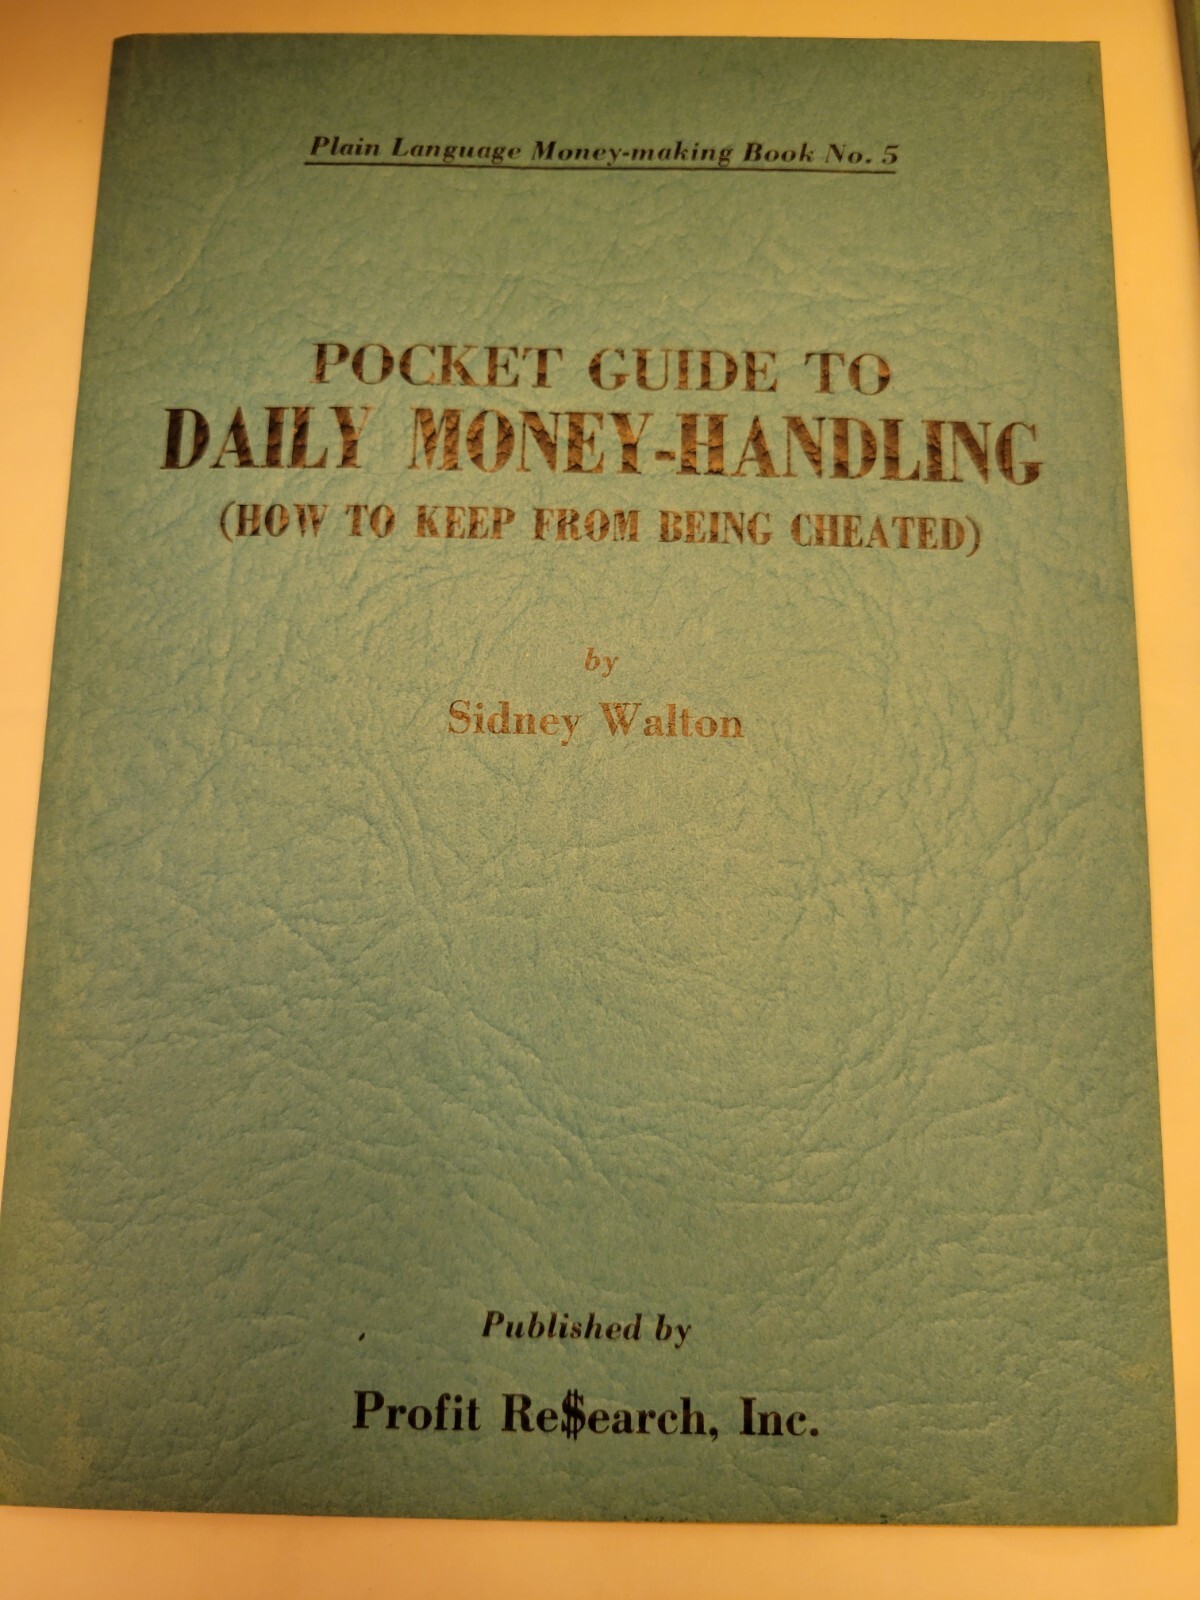 Plain Language Money-making Book No. 5
POCKET GUIDE TO
DAILY MONEY-HANDLING
(HOW TO KEEP FROM BEING CHEATED)
by
Sidney Walton
Published by
Profit Re$earch, Inc.